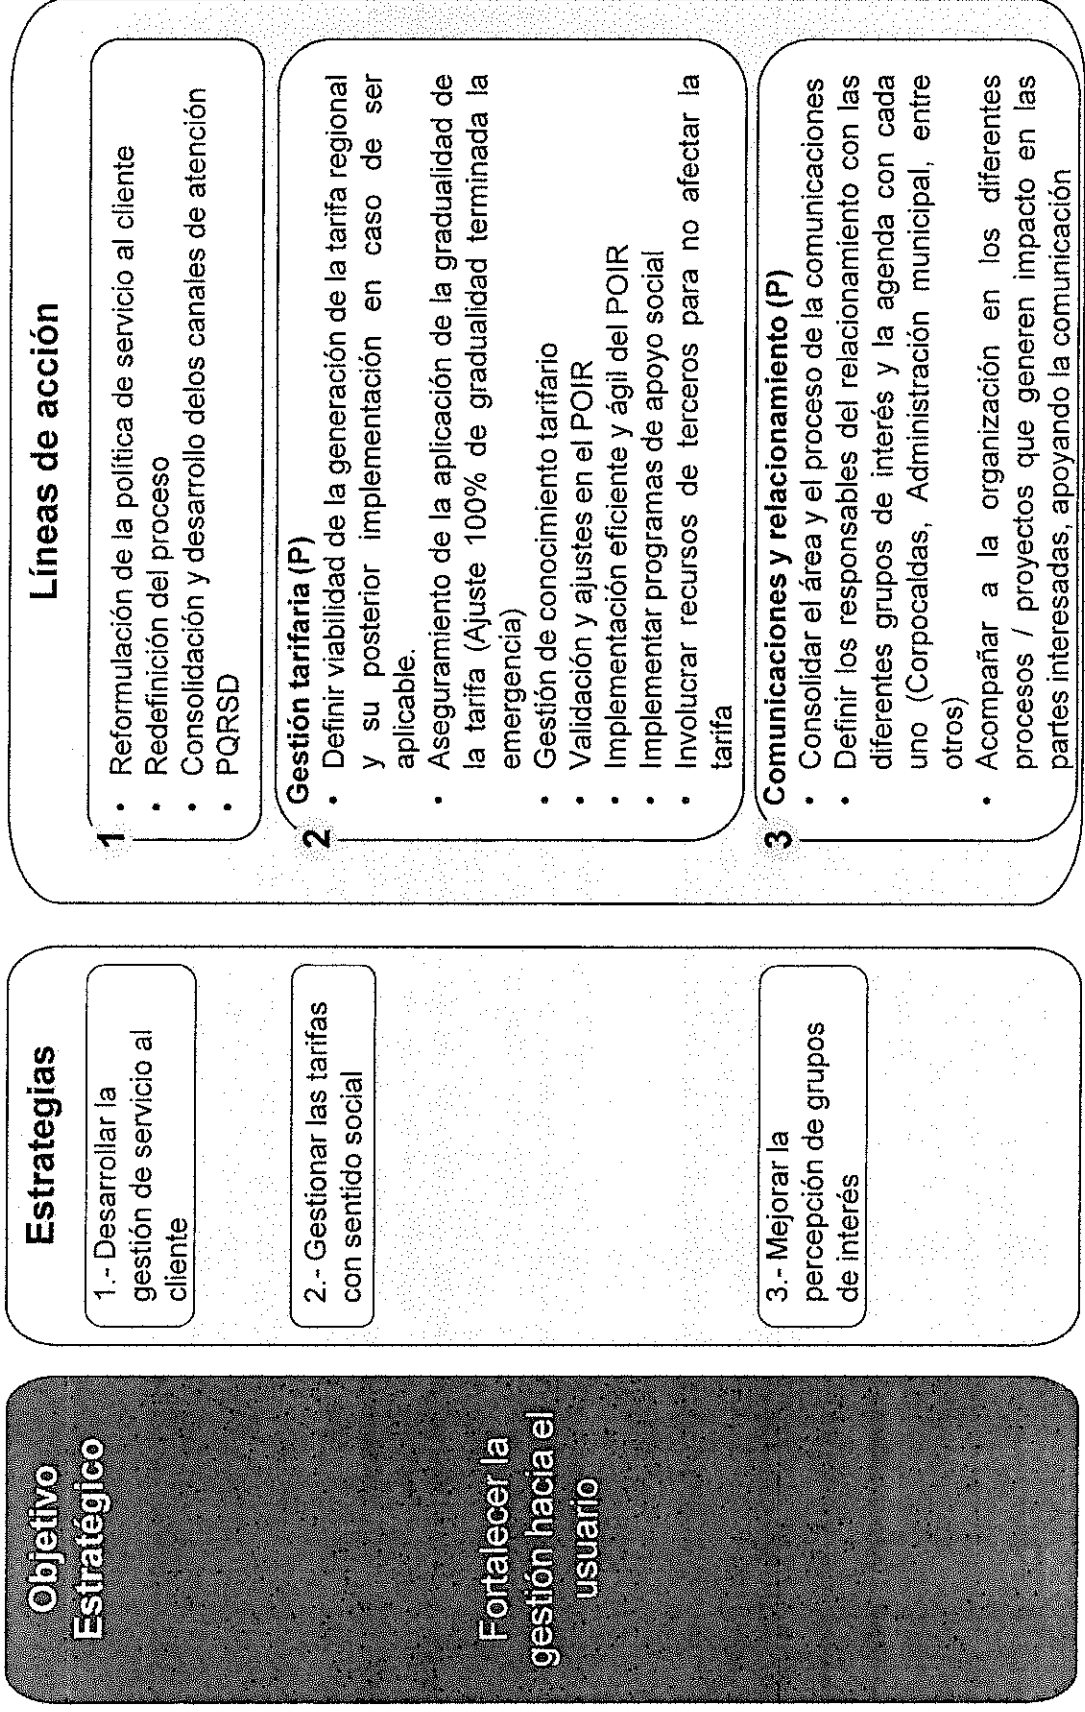 Objetivo
Estratégico
Fortalecer la
gestión hacia el
usuario
Estrategias
1.- Desarrollar la
gestión de servicio al
cliente
2.- Gestionar las tarifas
con sentido social
3.- Mejorar la
percepción de grupos
de interés
Líneas de acción
1
• Reformulación de la política de servicio al cliente
• Redefinición del proceso
• Consolidación y desarrollo delos canales de atención
• PQRSD
2
Gestión tarifaria (P)
• Definir viabilidad de la generación de la tarifa regional
y su posterior implementación en caso de ser
aplicable.
• Aseguramiento de la aplicación de la gradualidad de
la tarifa (Ajuste 100% de gradualidad terminada la
emergencia)
• Gestión de conocimiento tarifario
• Validación y ajustes en el POIR
• Implementación eficiente y ágil del POIR
• Implementar programas de apoyo social
• Involucrar recursos de terceros para no afectar la
tarifa
3
Comunicaciones y relacionamiento (P)
• Consolidar el área y el proceso de la comunicaciones
• Definir los responsables del relacionamiento con las
diferentes grupos de interés y la agenda con cada
uno (Corpocaldas, Administración municipal, entre
otros)
• Acompañar a la organización en los diferentes
procesos / proyectos que generen impacto en las
partes interesadas, apoyando la comunicación